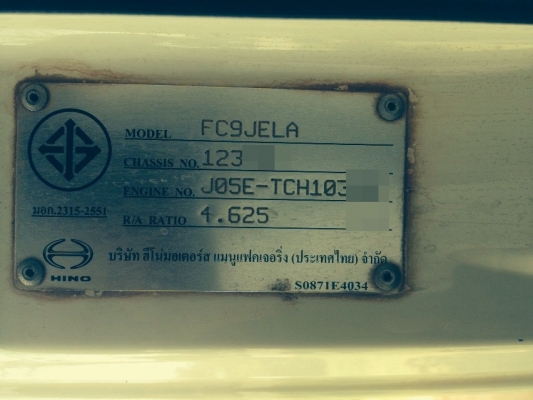 MODEL FC9JELA
CHASSIS NO. 123
ENGINE NO. J05E-TCH103
มอก.2315-2551
R/A RATIO 4.625
HINO
บริษัท ฮีโน่มอเตอร์ส แมนูแฟคเจอริ่ง (ประเทศไทย) จำกัด
S0871E4034